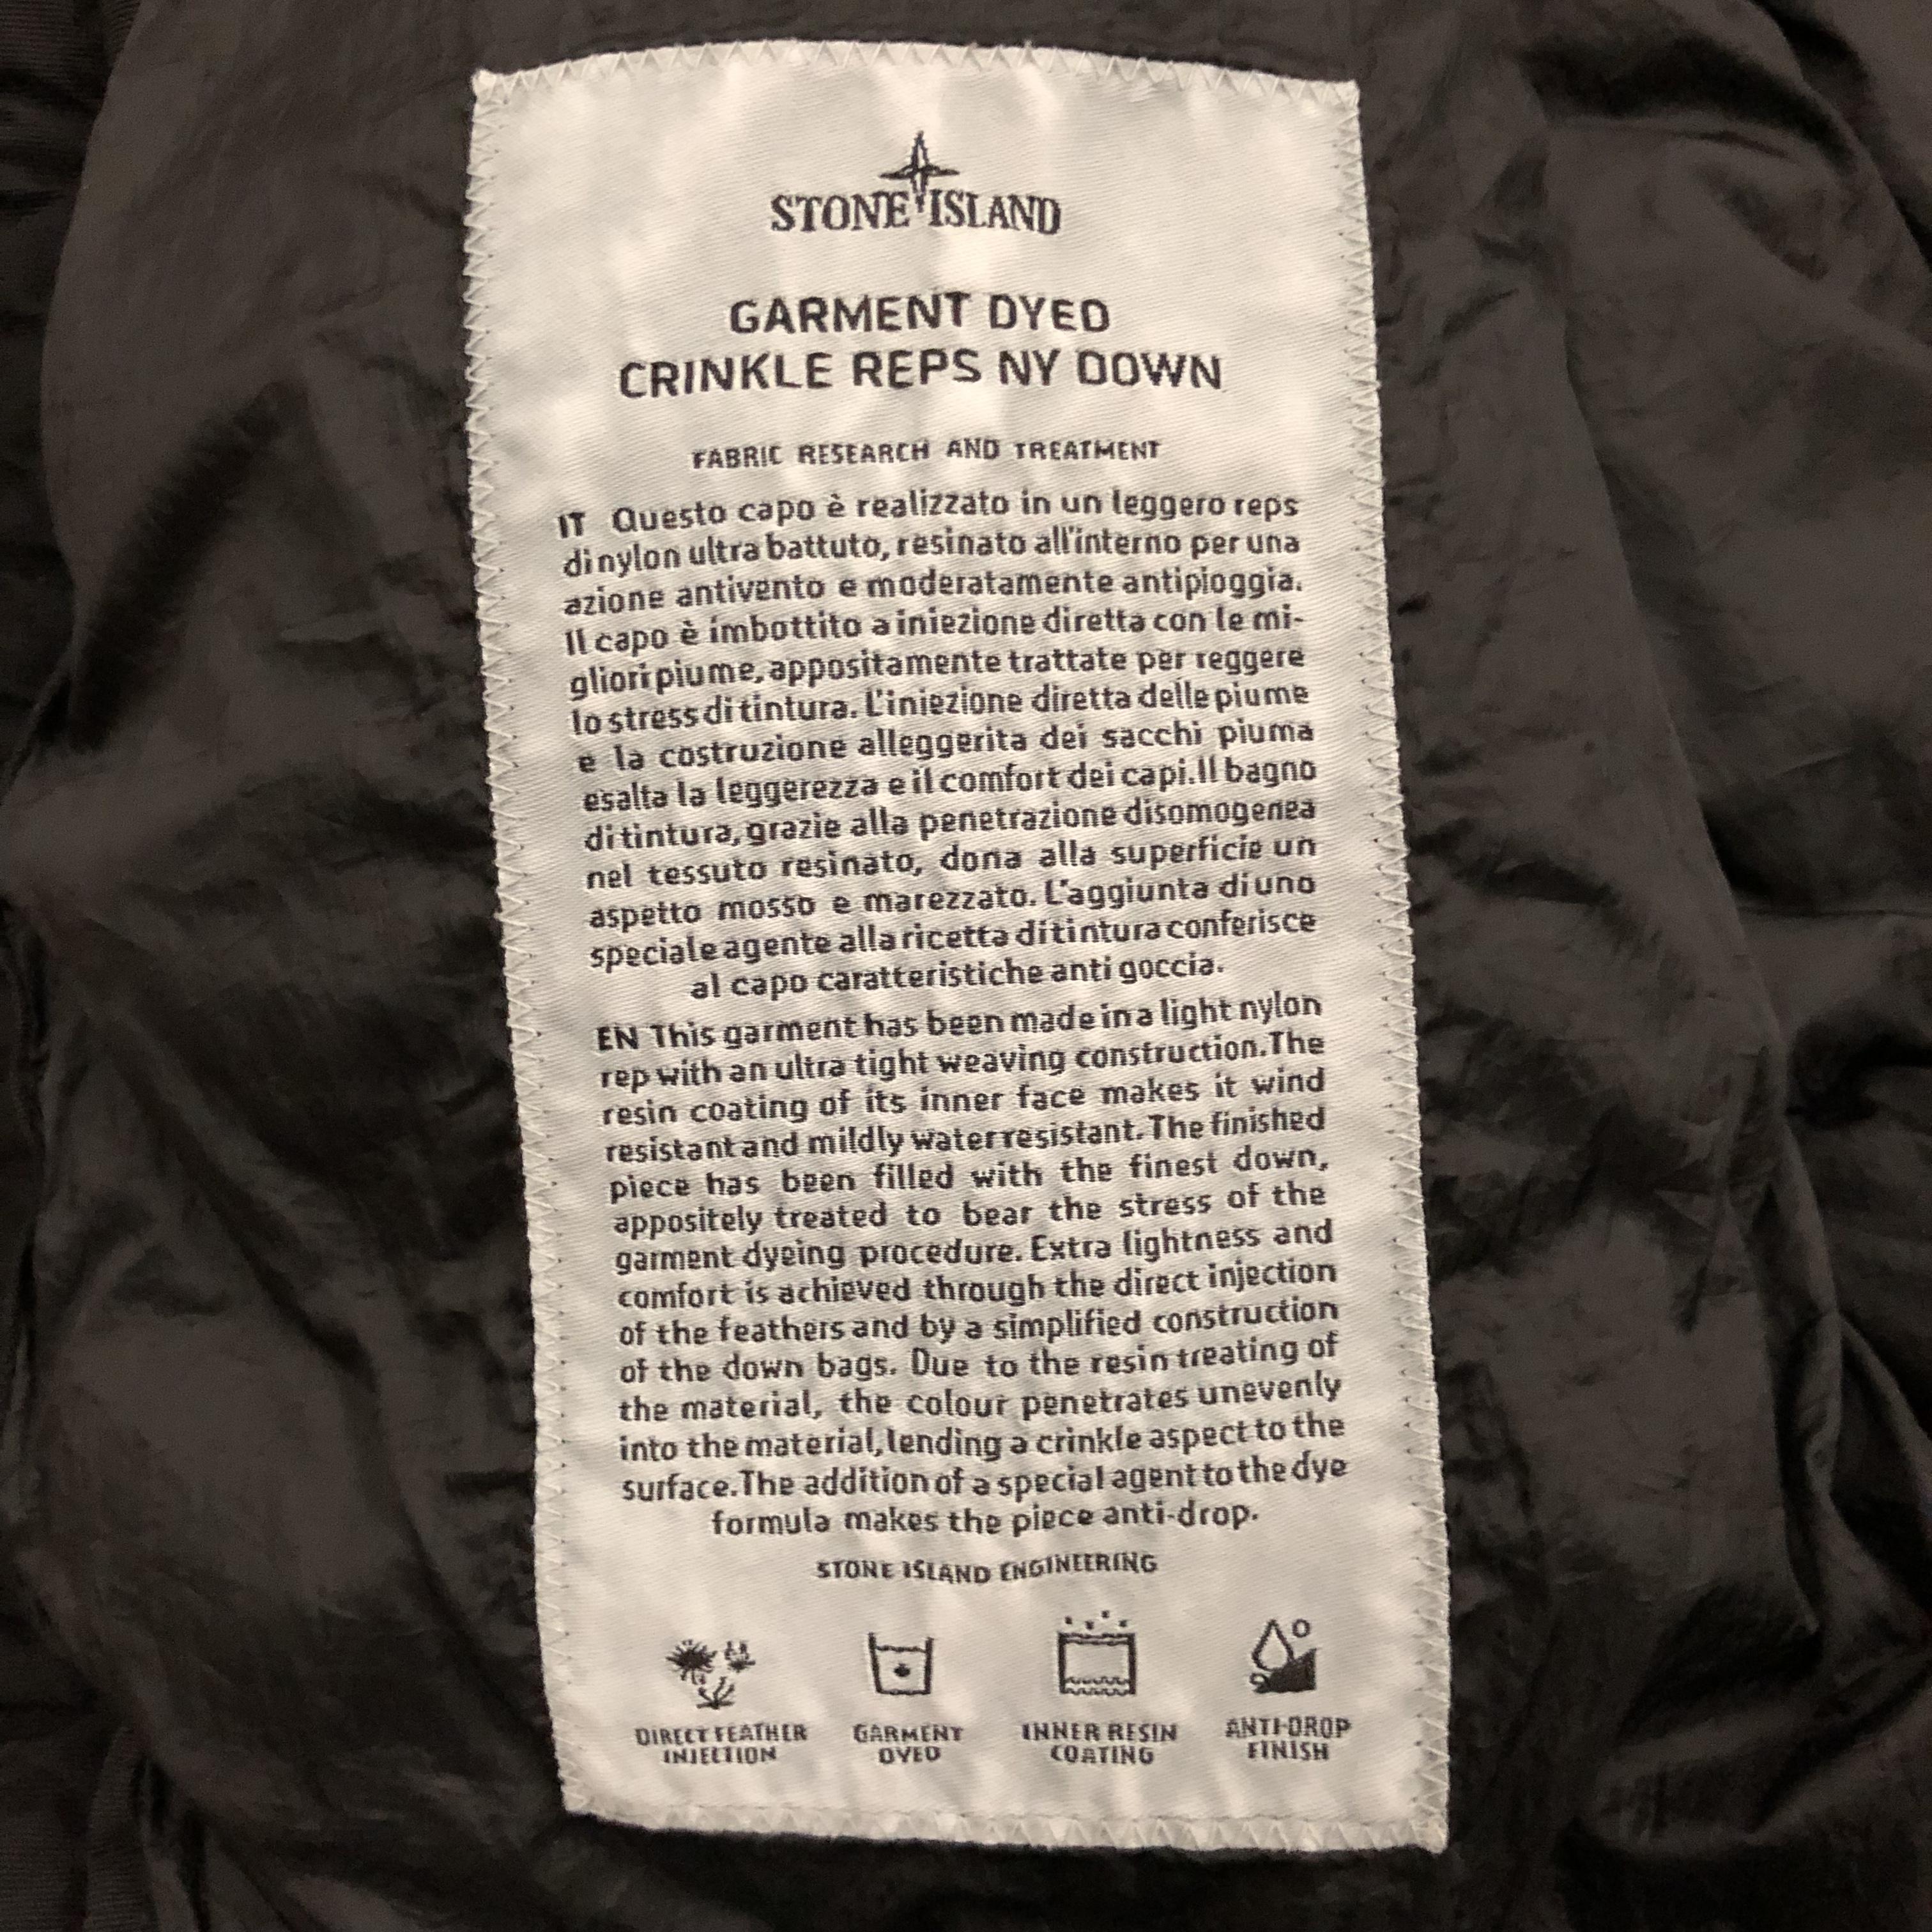 STONE ISLAND
GARMENT DYED
CRINKLE REPS NY DOWN
FABRIC RESEARCH AND TREATMENT
IT Questo capo è realizzato in un leggero reps
di nylon ultra battuto, resinato all'interno per una
azione antivento e moderatamente antipioggia.
Il capo è imbottito a iniezione diretta con le mi-
gliori piume, appositamente trattate per reggere
lo stress di tintura. L'iniezione diretta delle piume
e la costruzione alleggerita dei sacchi piuma
esalta la leggerezza e il comfort dei capi. Il bagno
di tintura, grazie alla penetrazione disomogenea
nel tessuto resinato, dona alla superficie un
aspetto mosso e marezzato. L'aggiunta di uno
speciale agente alla ricetta di tintura conferisce
al capo caratteristiche anti goccia.
EN This garment has been made in a light nylon
rep with an ultra tight weaving construction. The
resin coating of its inner face makes it wind
resistant and mildly water resistant. The finished
piece has been filled with the finest down,
appositely treated to bear the stress of the
garment dyeing procedure. Extra lightness and
comfort is achieved through the direct injection
of the feathers and by a simplified construction
of the down bags. Due to the resin treating of
the material, the colour penetrates unevenly
into the material, lending a crinkle aspect to the
surface. The addition of a special agent to the dye
formula makes the piece anti-drop.
STONE ISLAND ENGINEERING
DIRECT FEATHER
INJECTION
GARMENT
DYED
INNER RESIN
COATING
ANTI-DROP
FINISH